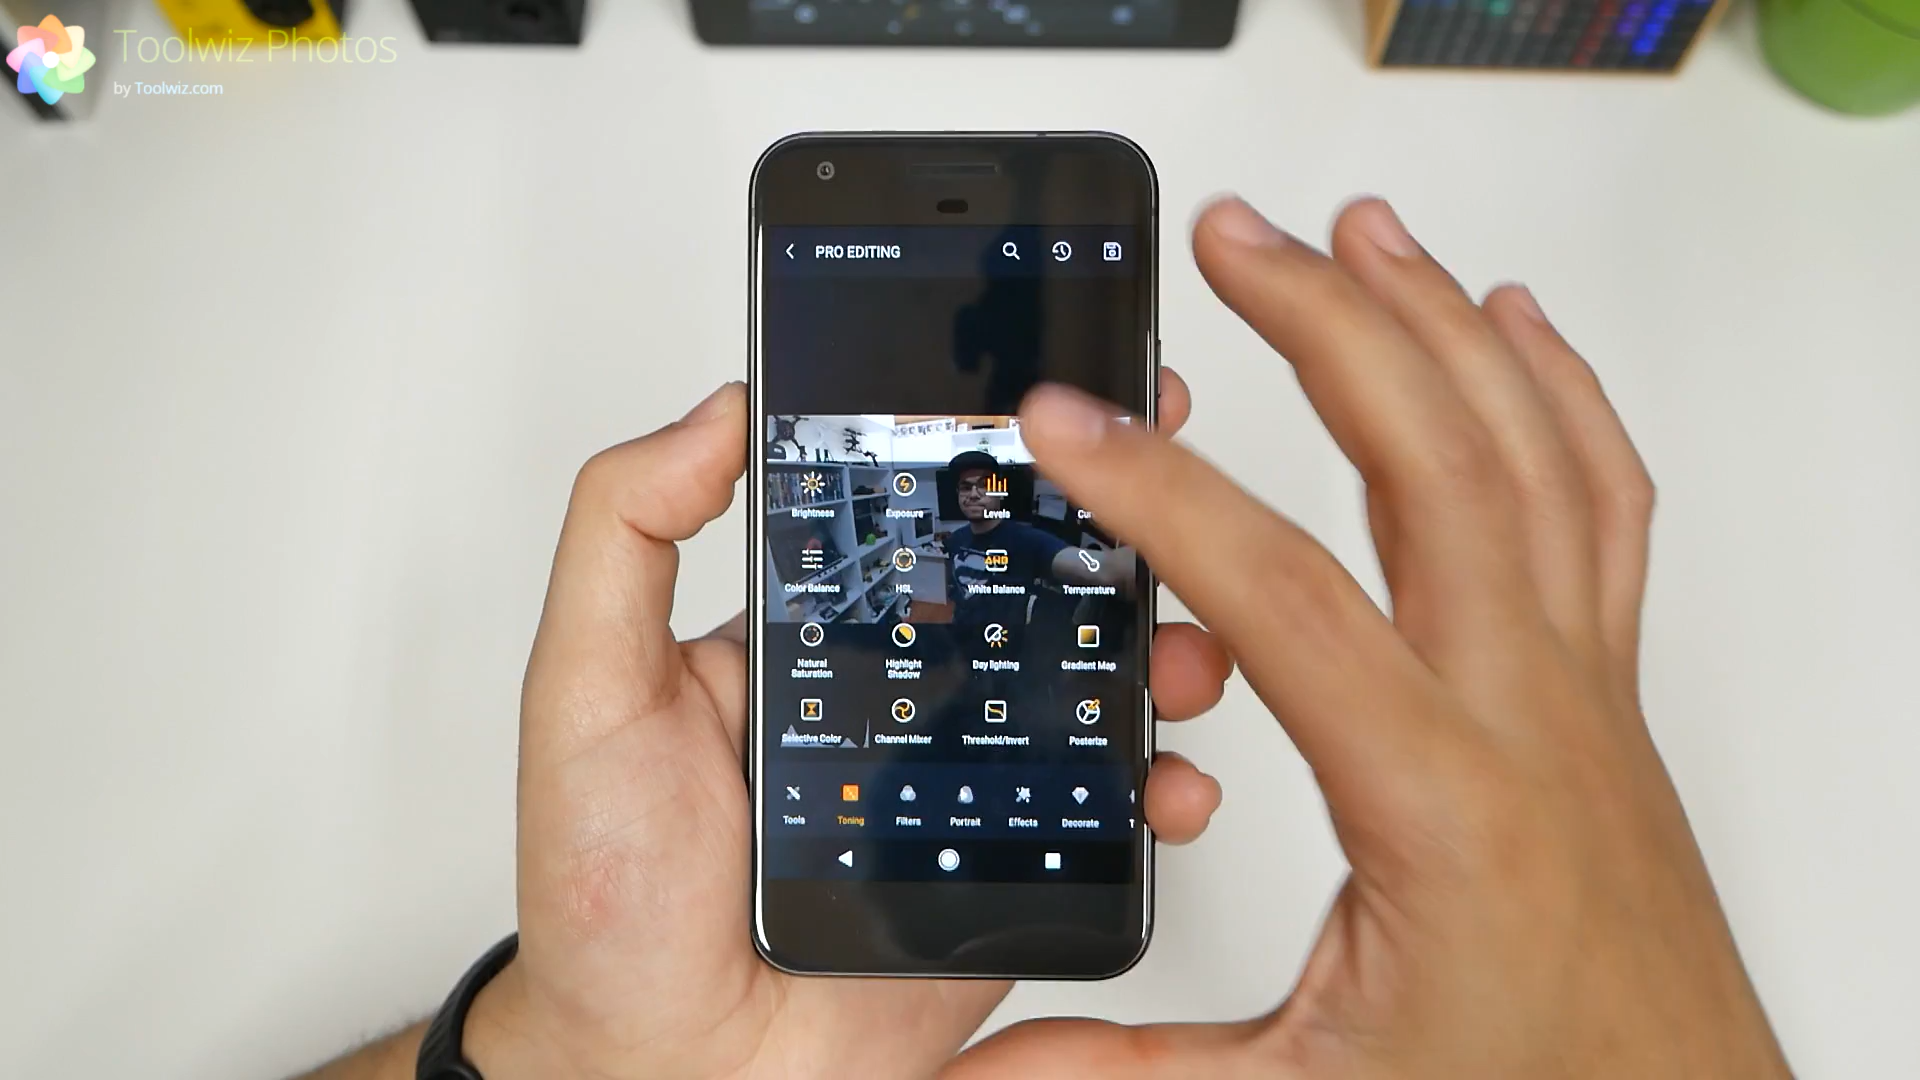 Toolwiz Photos
by Toolwiz.com
PRO EDITING
Brightness
Exposure
Levels
Color Balance
HSL
White Balance
Temperature
Natural
Saturation
Highlight
Shadow
Day lighting
Gradient Map
Selective Color
Channel Mixer
Threshold/Invert
Posterize
Tools
Toning
Filters
Portrait
Effects
Decorate